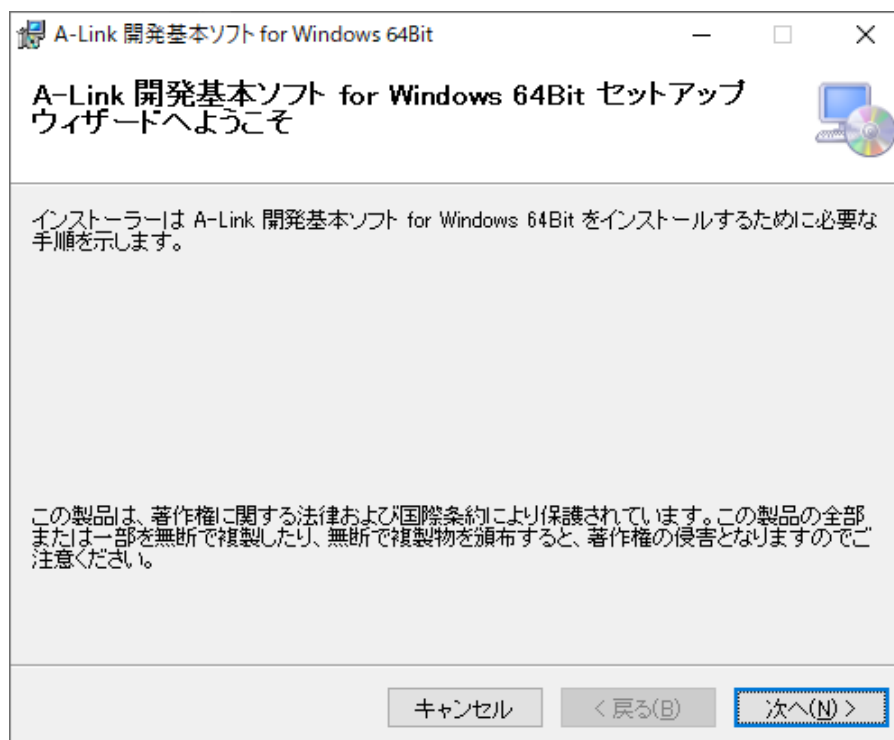 A-Link 開発基本ソフト for Windows 64Bit
A-Link 開発基本ソフト for Windows 64Bit セットアップ
ウィザードへようこそ
インストーラーは A-Link 開発基本ソフト for Windows 64Bit をインストールするために必要な
手順を示します。
この製品は、著作権に関する法律および国際条約により保護されています。この製品の全部
または一部を無断で複製したり、無断で複製物を頒布すると、著作権の侵害となりますのでご
注意ください。
キャンセル < 戻る(B) 次へ(N) >